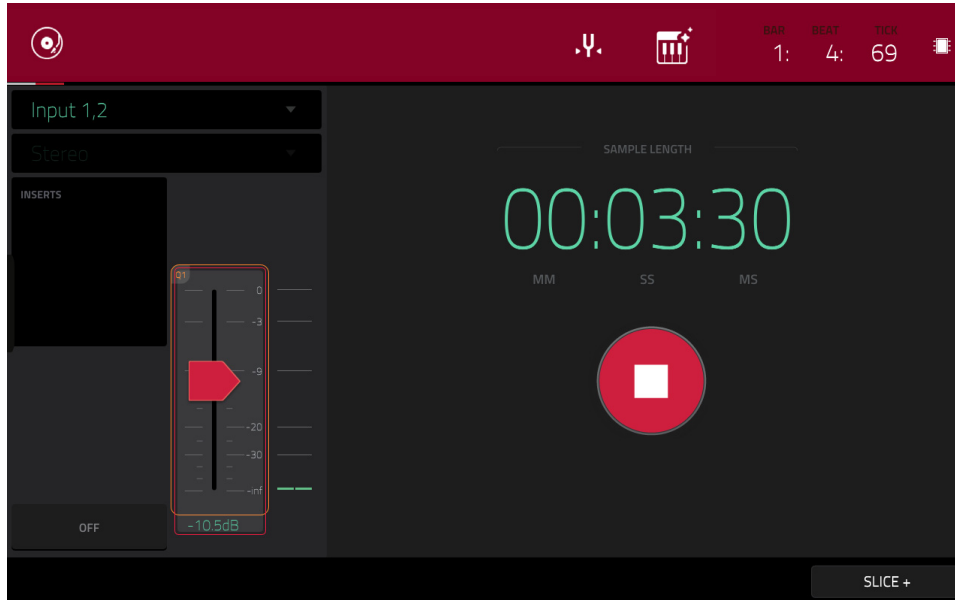 BAR BEAT TICK
1: 4: 69
Input 1,2
Stereo
SAMPLE LENGTH
INSERTS
00:03:30
MM SS MS
Q1
0
-3
-9
-20
-30
-inf
OFF
-10.5dB
SLICE +